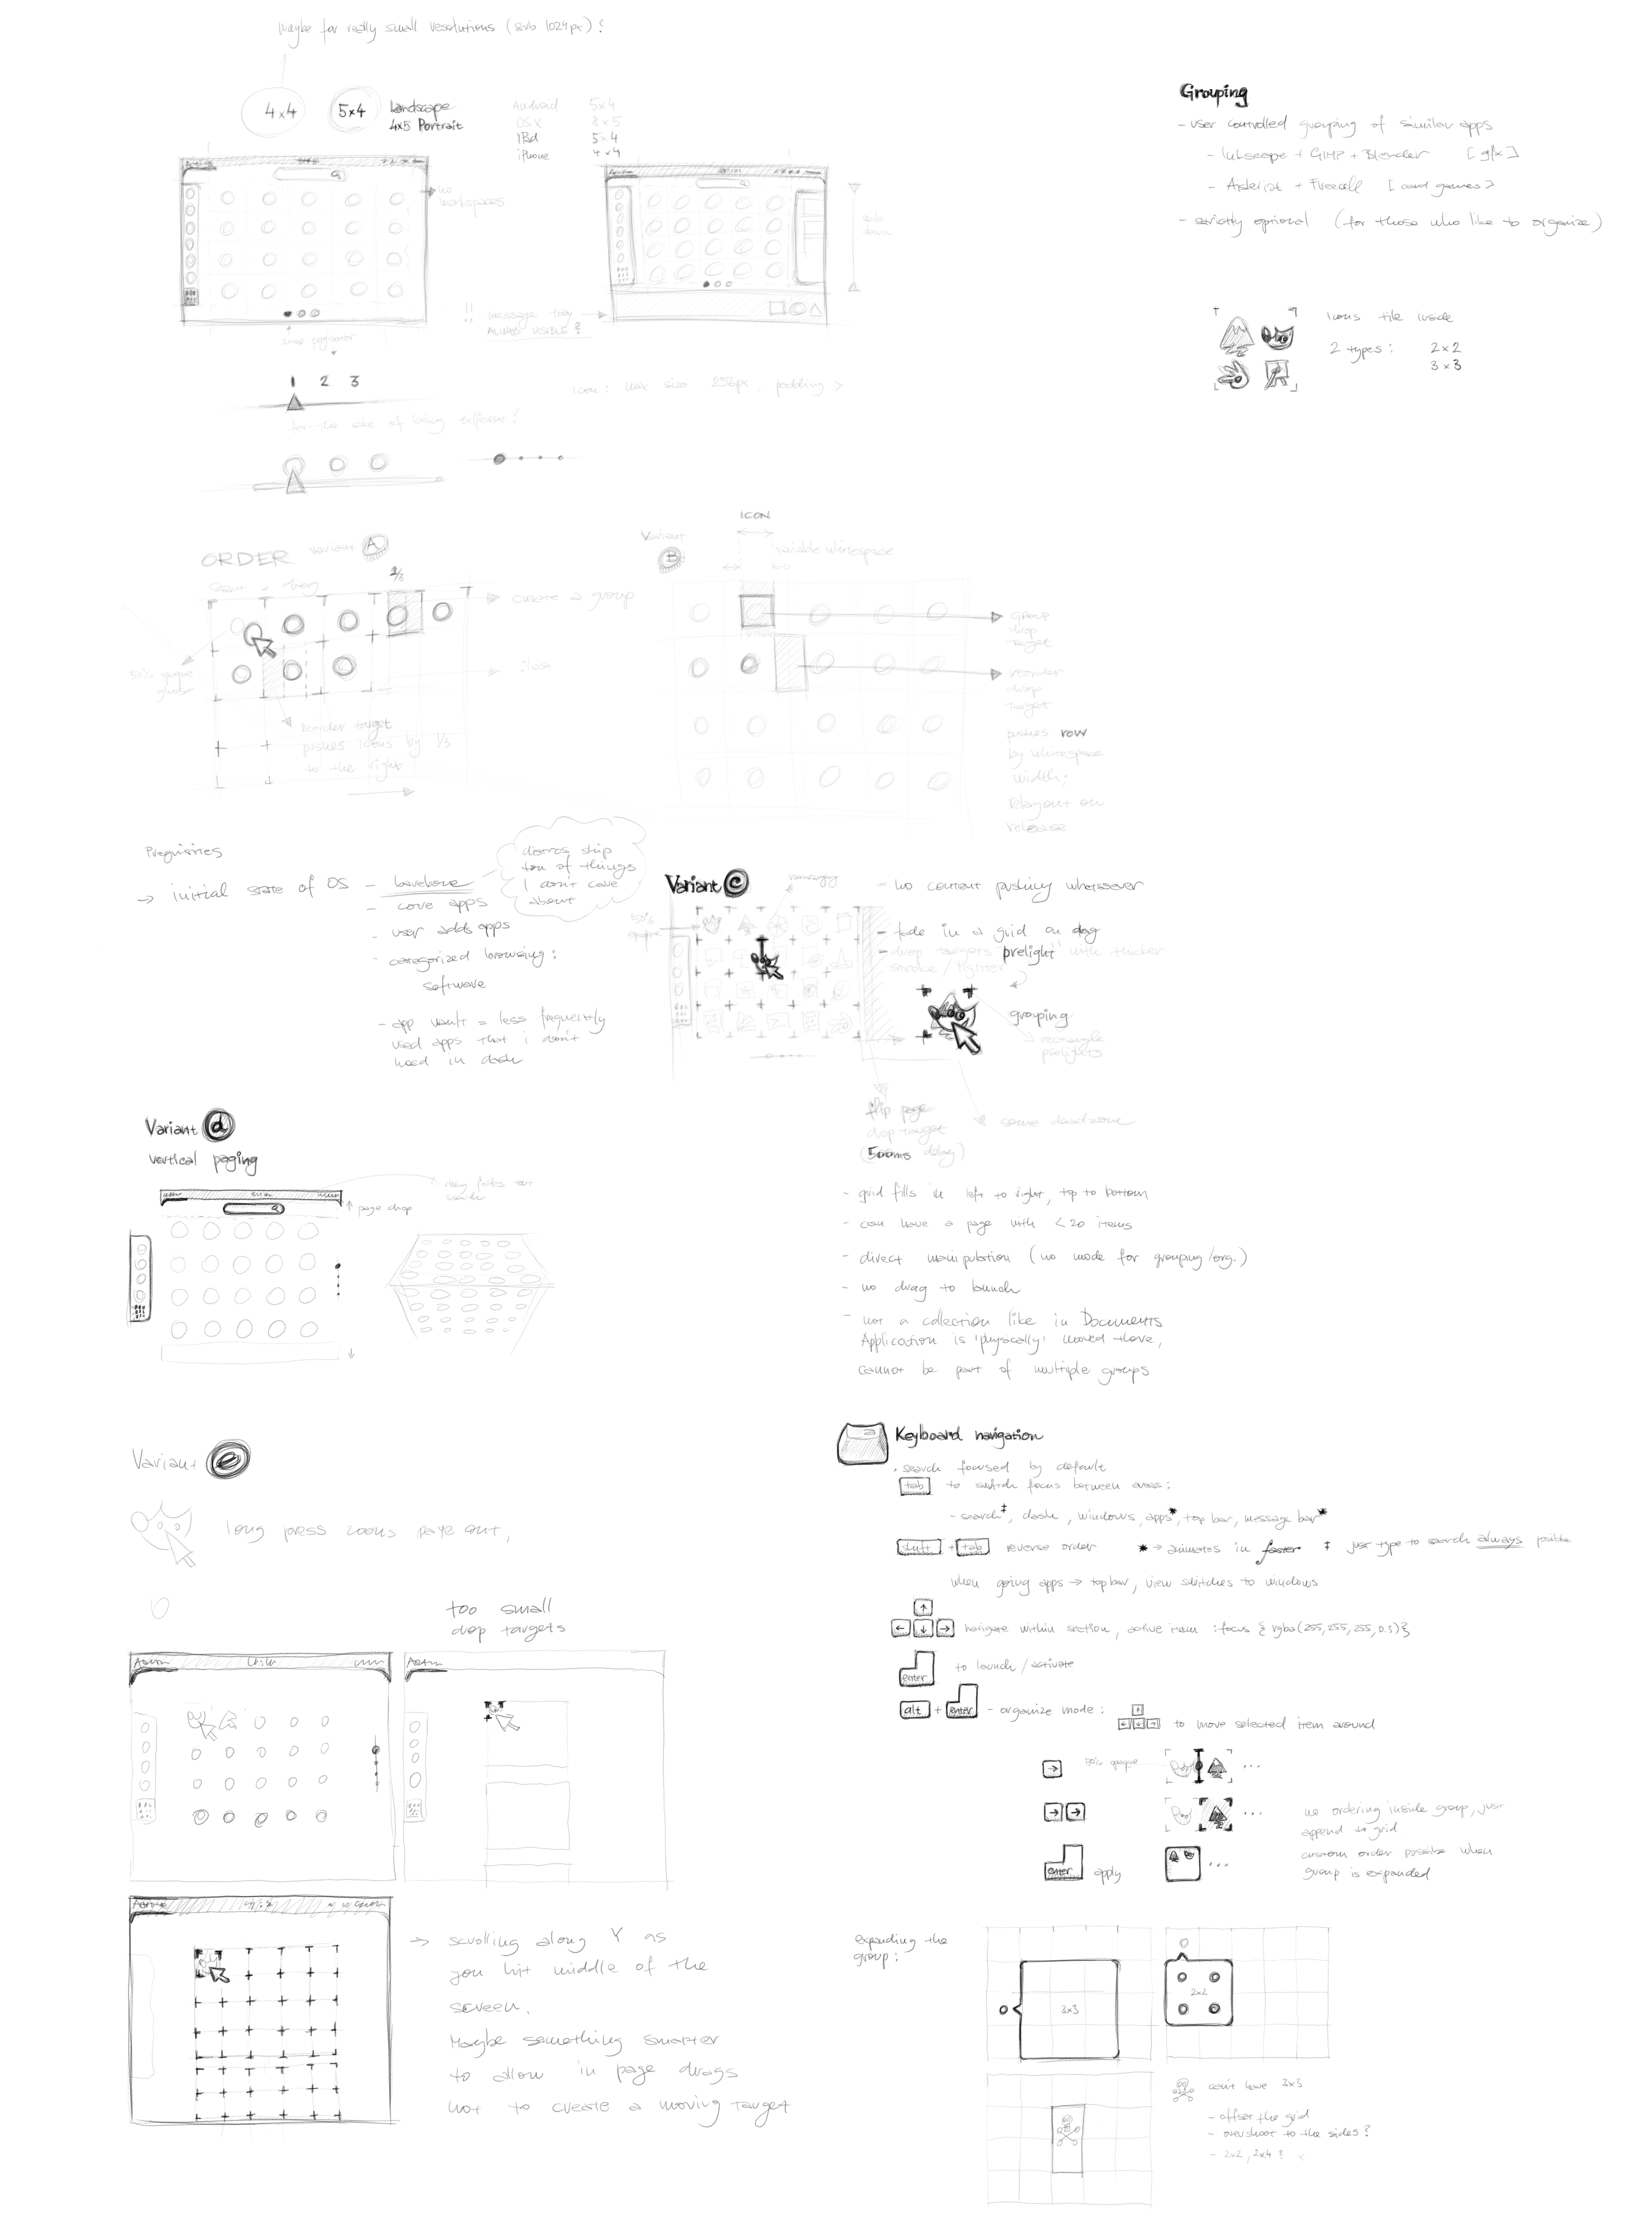 Maybe for really small resolutions (sub 1024px)?
4x4
5x4
Landscape
4x5 Portrait
Android 5x4
OSX 8x5
iPad 5x4
iPhone 4x4
no
workspaces
message tray
ALWAYS VISIBLE?
paginator
1 2 3
for the sake of being different?
Icon: Max size 256px, padding >
Grouping
- user controlled grouping of similar apps
- Inkscape + GIMP + Blender [gfx]
- Aisleriot + Freecell [card games]
- strictly optional (for those who like to organize)
Icons tile inside
2 types: 2x2
3x3
ORDER variant A
start a drag
create a group
50% opaque
reorder target
pushes icons by 1/3
to the right
Variant
B
ICON
variable whitespace
group
drop
target
reorder
drop
target
pushes row
by whitespace
width;
relayout on
release
→ initial state of OS - barebone
- core apps
- user adds apps
- categorized browsing:
software
- app vault = less frequently
used apps that i don't
need in dash
distros ship
ton of things
I don't care
about
Variant C
50%
opaque
- no content pushing whatsoever
- fade in a grid on drag
- drop targets "prelight" with thicker
stroke / lighter
grouping
rectangle
prelights
flip page
drop target
(500ms delay)
some deadzone
Variant d
vertical paging
drag fades out
search
page drop
- grid fills in left to right, top to bottom
- can have a page with <20 items
- direct manipulation (no mode for grouping/org.)
- no drag to launch
- not a collection like in Documents
Application is 'physically' moved there,
cannot be part of multiple groups
Variant e
long press zooms page out,
too small
drop targets
→ scrolling along Y as
you hit middle of the
screen.
Maybe something smarter
to allow in page drags
not to create a moving target
Keyboard navigation
- search focused by default
tab to switch focus between areas:
- search‡, dash, windows, apps*, top bar, message bar*
shift + tab reverse order * → animates in faster ‡ just type to search always possible
when going apps → top bar, view switches to windows
↑
← ↓ → navigate within section, active item :focus { rgba(255,255,255,0.3)}
enter to launch / activate
alt + enter - organize mode: ↑
← ↓ → to move selected item around
→ 50% opaque ...
→ → ... no ordering inside group, just
append to grid.
custom order possible when
group is expanded
enter apply ...
expanding the
group:
3x3
2x2
can't have 3x3
- offset the grid
- overshoot to the sides?
- 2x2, 2x4?